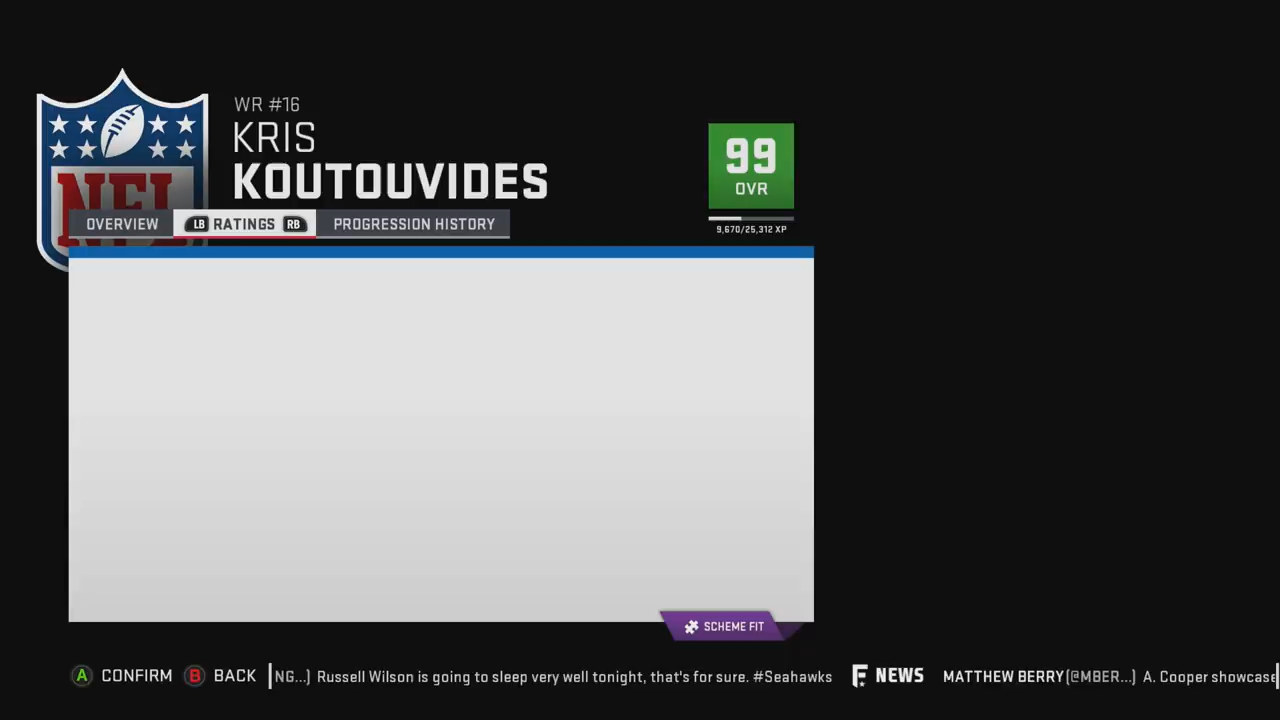 WR #16
KRIS
KOUTOUVIDES
NFL
99
OVR
9,670/25,312 XP
OVERVIEW LB RATINGS RB PROGRESSION HISTORY
SCHEME FIT
A CONFIRM B BACK NG...) Russell Wilson is going to sleep very well tonight, that's for sure. #Seahawks F NEWS MATTHEW BERRY(@MBER...) A. Cooper showcase